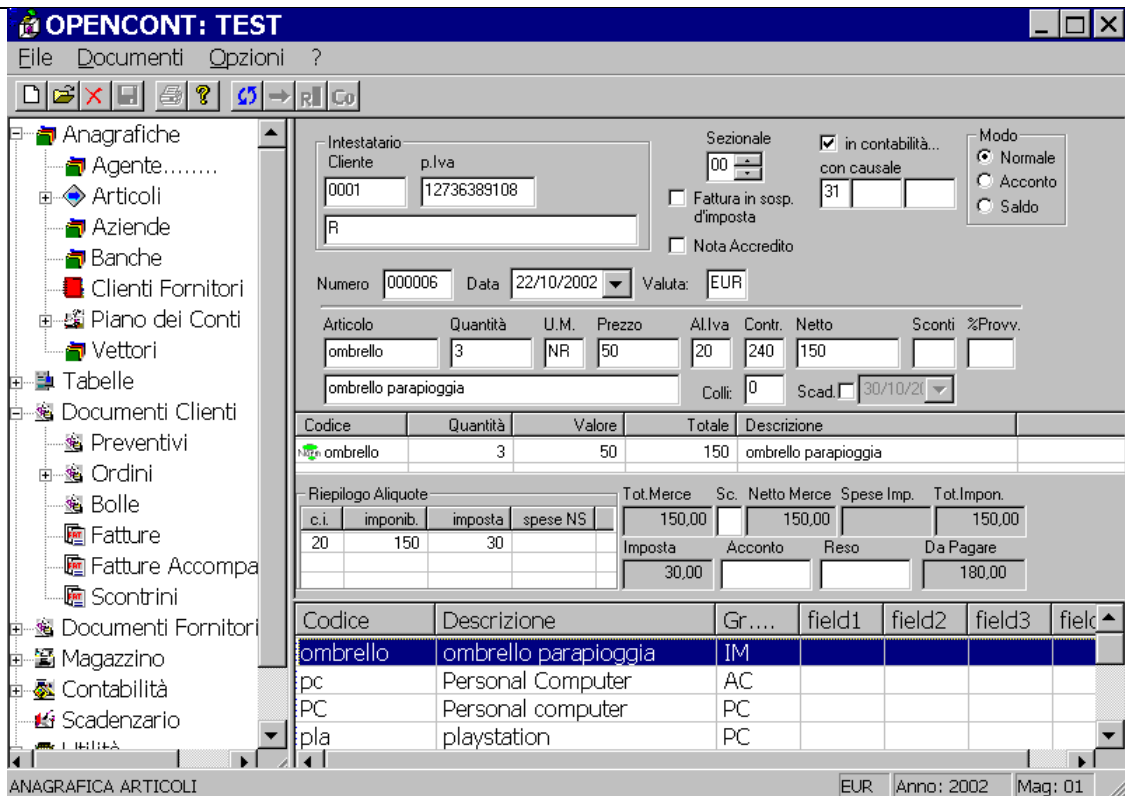 OPENCONT: TEST
File Documenti Opzioni ?
R Co
Anagrafiche
Agente........
Articoli
Aziende
Banche
Clienti Fornitori
Piano dei Conti
Vettori
Tabelle
Documenti Clienti
Preventivi
Ordini
Bolle
Fatture
Fatture Accompa
Scontrini
Documenti Fornitori
Magazzino
Contabilità
Scadenzario
Utilità
Intestatario
Cliente p.Iva
0001 12736389108
R
Sezionale
00
Fattura in sosp.
d'imposta
Nota Accredito
in contabilità...
con causale
31
Modo
Normale
Acconto
Saldo
Numero 000006 Data 22/10/2002 Valuta: EUR
Articolo Quantità U.M. Prezzo Al.Iva Contr. Netto Sconti %Provv.
ombrello 3 NR 50 20 240 150
ombrello parapioggia Colli: 0 Scad. 30/10/20
Codice Quantità Valore Totale Descrizione
ombrello 3 50 150 ombrello parapioggia
Riepilogo Aliquote
c.i. imponib. imposta spese NS
20 150 30
Tot.Merce Sc. Netto Merce Spese Imp. Tot.Impon.
150,00 150,00 150,00
Imposta Acconto Reso Da Pagare
30,00 180,00
Codice Descrizione Gr.... field1 field2 field3 field
ombrello ombrello parapioggia IM
pc Personal Computer AC
PC Personal computer PC
pla playstation PC
ANAGRAFICA ARTICOLI EUR Anno: 2002 Mag: 01